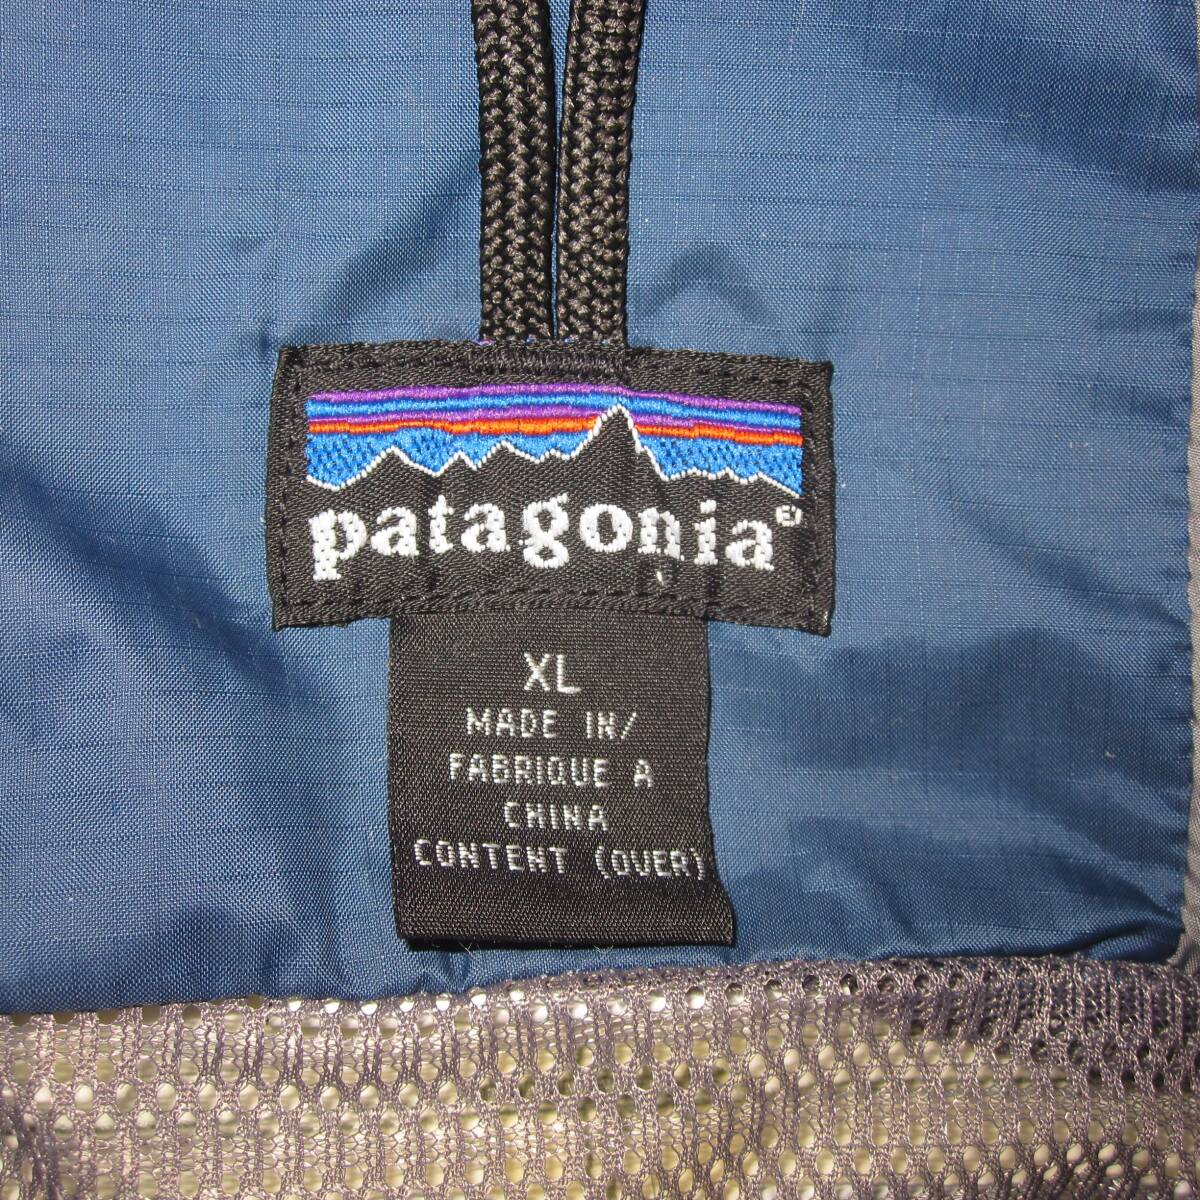 patagonia®
XL
MADE IN/
FABRIQUE A
CHINA
CONTENT (OVER)